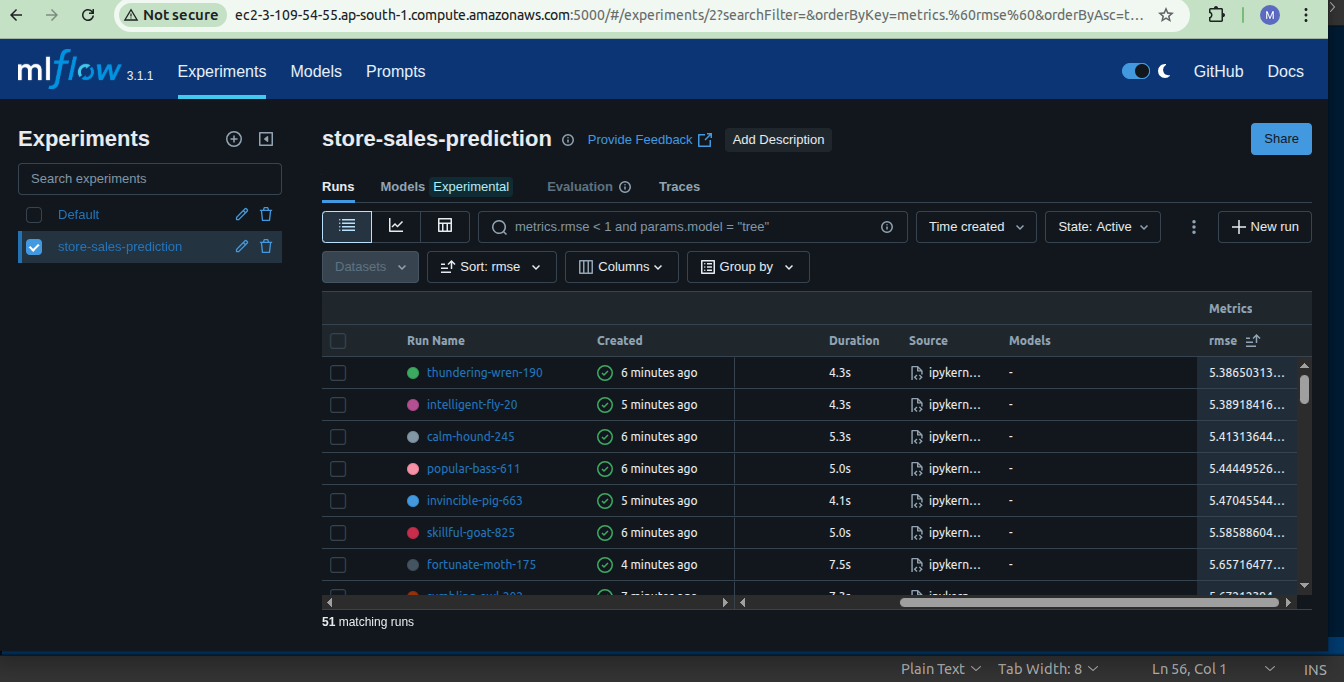 Not secure ec2-3-109-54-55.ap-south-1.compute.amazonaws.com:5000/#/experiments/2?searchFilter=&orderByKey=metrics.%60rmse%60&orderByAsc=t… M
mlflow 3.1.1 Experiments Models Prompts GitHub Docs
Experiments
Search experiments
Default
store-sales-prediction
store-sales-prediction Provide Feedback Add Description Share
Runs Models Experimental Evaluation Traces
metrics.rmse < 1 and params.model = "tree" Time created State: Active New run
Datasets Sort: rmse Columns Group by
Metrics
Run Name Created Duration Source Models rmse
thundering-wren-190 6 minutes ago 4.3s ipykern... - 5.38650313...
intelligent-fly-20 5 minutes ago 4.3s ipykern... - 5.38918416...
calm-hound-245 6 minutes ago 5.3s ipykern... - 5.41313644...
popular-bass-611 6 minutes ago 5.0s ipykern... - 5.44449526...
invincible-pig-663 5 minutes ago 4.1s ipykern... - 5.47045544...
skillful-goat-825 6 minutes ago 5.0s ipykern... - 5.58588604...
fortunate-moth-175 4 minutes ago 7.5s ipykern... - 5.65716477...
51 matching runs
Plain Text Tab Width: 8 Ln 56, Col 1 INS